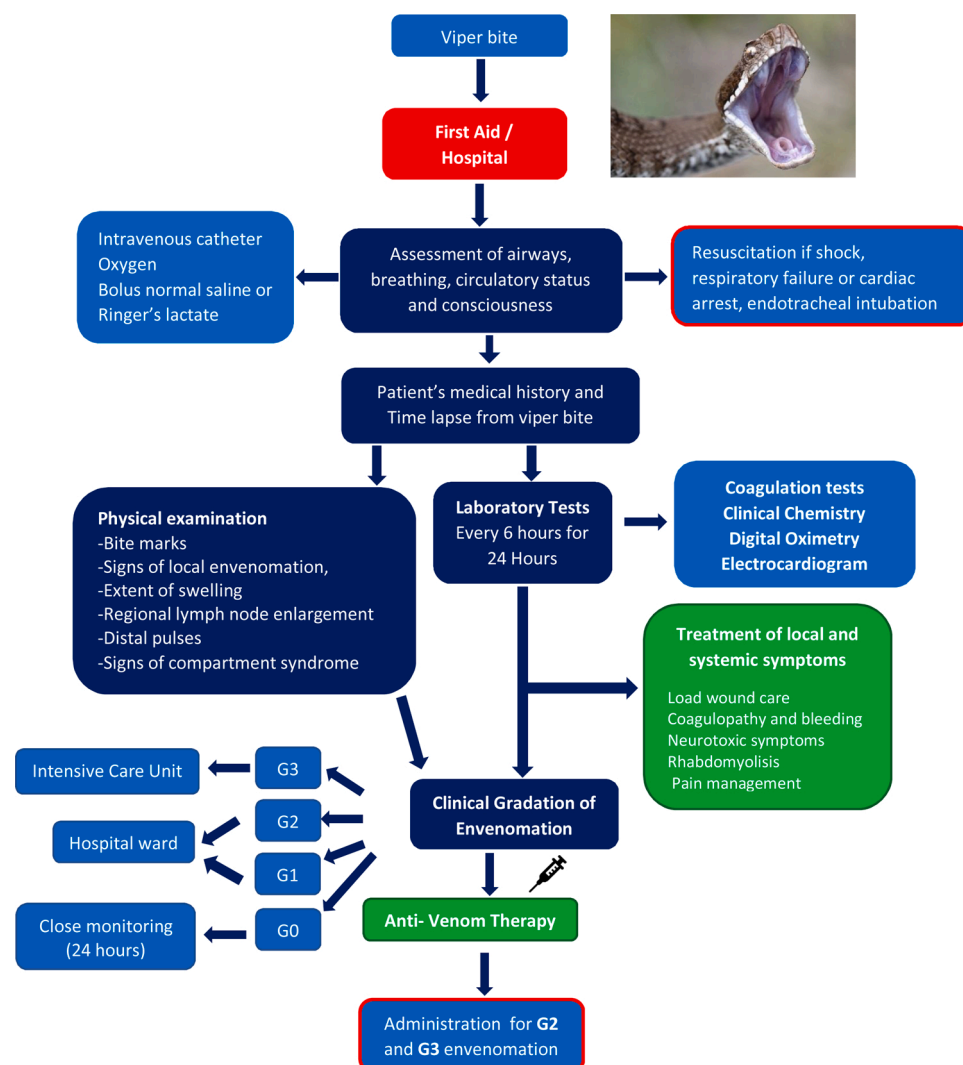 Viper bite
First Aid /
Hospital
Intravenous catheter
Oxygen
Bolus normal saline or
Ringer's lactate
Assessment of airways,
breathing, circulatory status
and consciousness
Resuscitation if shock,
respiratory failure or cardiac
arrest, endotracheal intubation
Patient's medical history and
Time lapse from viper bite
Physical examination
-Bite marks
-Signs of local envenomation,
-Extent of swelling
-Regional lymph node enlargement
-Distal pulses
-Signs of compartment syndrome
Laboratory Tests
Every 6 hours for
24 Hours
Coagulation tests
Clinical Chemistry
Digital Oximetry
Electrocardiogram
Treatment of local and
systemic symptoms
Load wound care
Coagulopathy and bleeding
Neurotoxic symptoms
Rhabdomyolisis
Pain management
Clinical Gradation of
Envenomation
G3
Intensive Care Unit
G2
Hospital ward
G1
G0
Close monitoring
(24 hours)
Anti- Venom Therapy
Administration for G2
and G3 envenomation